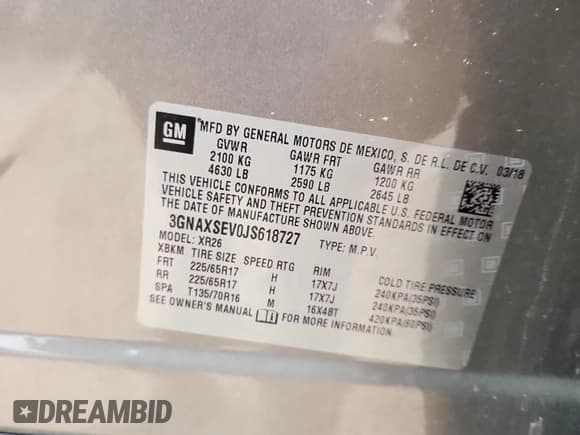 GM
MFD BY GENERAL MOTORS DE MEXICO, S. DE R.L. DE C.V. 03/18
GVWR GAWR FRT GAWR RR
2100 KG 1175 KG 1200 KG
4630 LB 2590 LB 2645 LB
THIS VEHICLE CONFORMS TO ALL APPLICABLE U.S. FEDERAL MOTOR
VEHICLE SAFETY AND THEFT PREVENTION STANDARDS IN EFFECT ON
THE DATE OF MANUFACTURE SHOWN ABOVE.
3GNAXSEV0JS618727 TYPE: M.P.V
MODEL: XR26
XBKM TIRE SIZE SPEED RTG RIM COLD TIRE PRESSURE
FRT 225/65R17 H 17X7J 240KPA(35PSI)
RR 225/65R17 H 17X7J 240KPA(35PSI)
SPA T135/70R16 M 16X4BT 420KPA(60PSI)
SEE OWNER'S MANUAL FOR MORE INFORMATION
DREAMBID